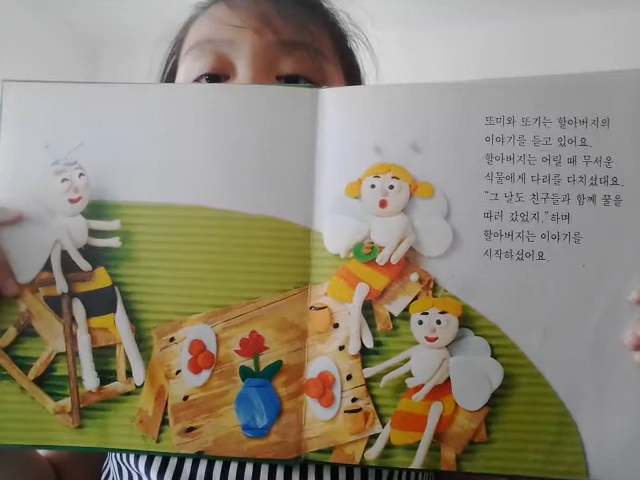 또미와 또기는 할아버지의
이야기를 듣고 있어요.
할아버지는 어릴 때 무서운
식물에게 다리를 다치셨대요.
"그 날도 친구들과 함께 꿀을
따러 갔었지."하며
할아버지는 이야기를
시작하셨어요.